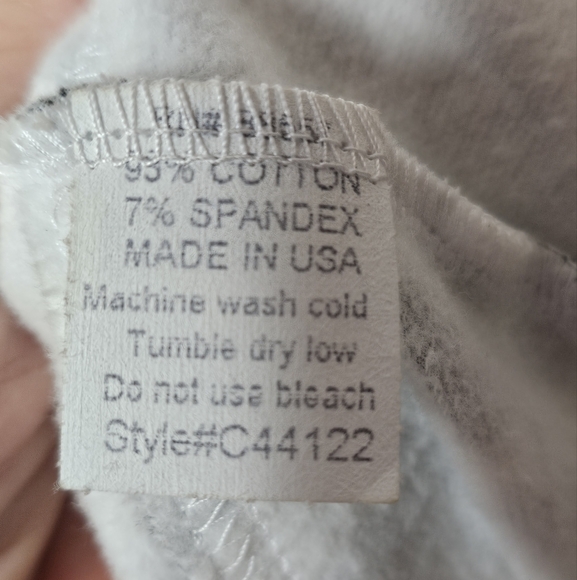 RN#
93% COTTON
7% SPANDEX
MADE IN USA
Machine wash cold
Tumble dry low
Do not use bleach
Style#C44122